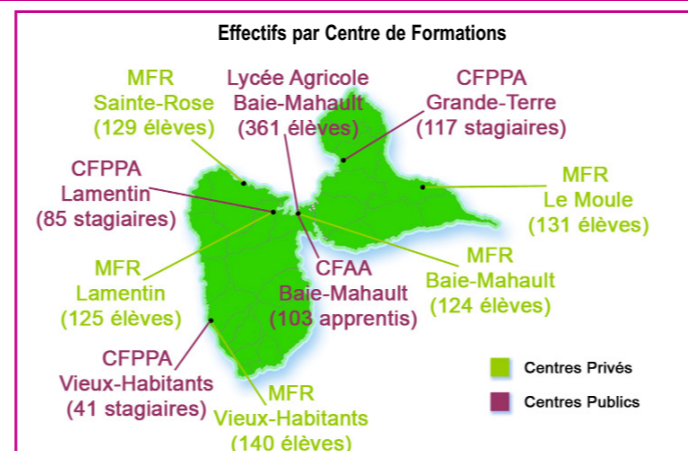 Effectifs par Centre de Formations
MFR
Sainte-Rose
(129 élèves)
Lycée Agricole
Baie-Mahault
(361 élèves)
CFPPA
Grande-Terre
(117 stagiaires)
CFPPA
Lamentin
(85 stagiaires)
MFR
Le Moule
(131 élèves)
MFR
Lamentin
(125 élèves)
CFAA
Baie-Mahault
(103 apprentis)
MFR
Baie-Mahault
(124 élèves)
CFPPA
Vieux-Habitants
(41 stagiaires)
MFR
Vieux-Habitants
(140 élèves)
Centres Privés
Centres Publics